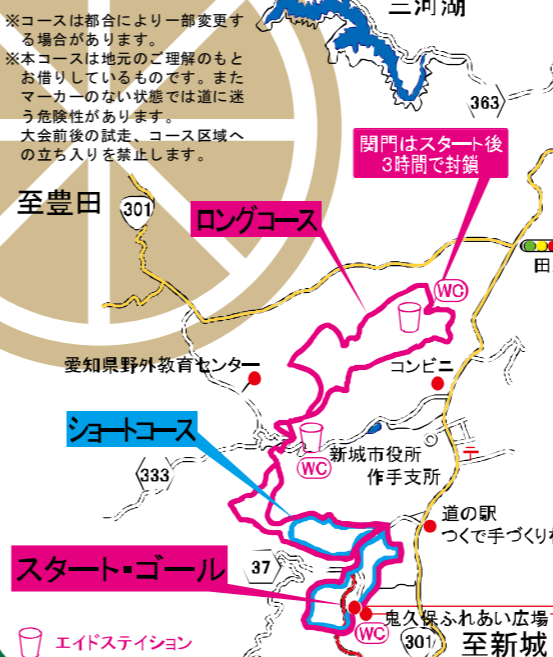 三河湖
※コースは都合により一部変更す
る場合があります。
※本コースは地元のご理解のもと
お借りしているものです。また
マーカーのない状態では道に迷
う危険性があります。
大会前後の試走、コース区域へ
の立ち入りを禁止します。
363
関門はスタート後
3時間で封鎖
至豊田
301
ロングコース
田
WC
愛知県野外教育センター
コンビニ
ショートコース
WC
新城市役所
作手支所
〒
333
道の駅
つくで手づくり
スタート・ゴール
37
鬼久保ふれあい広場
WC
301
至新城
エイドステイション